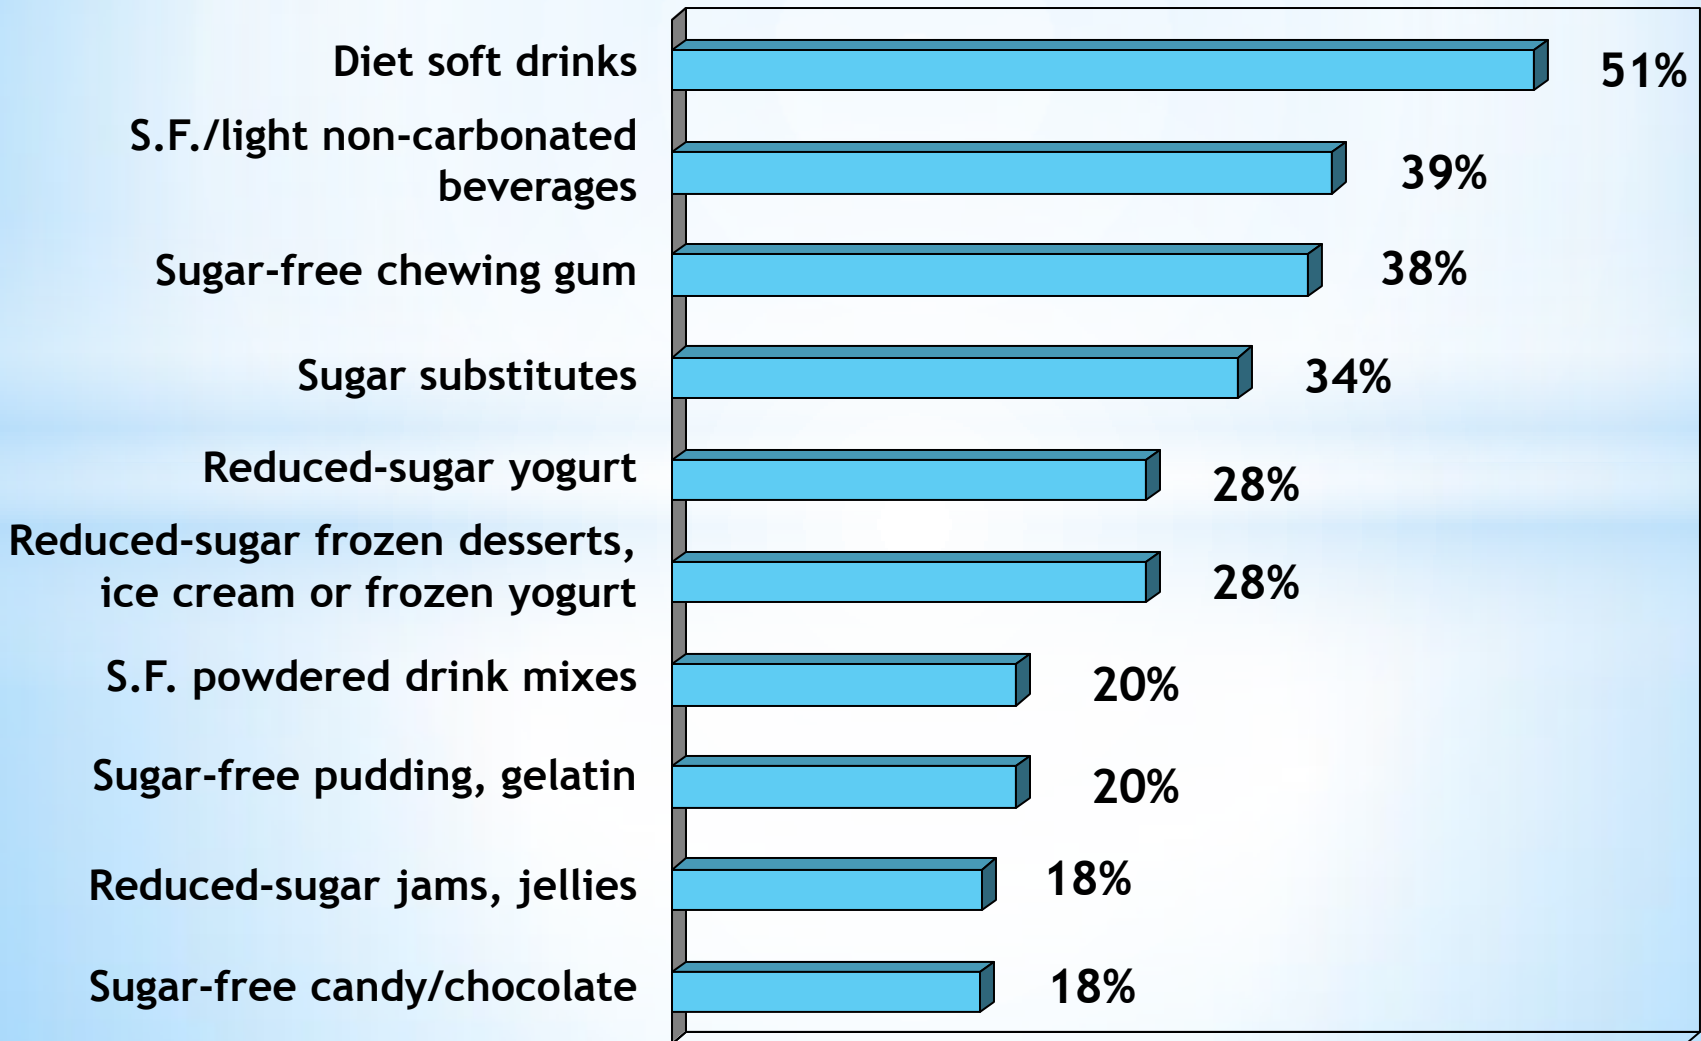 Diet soft drinks
51%
S.F./light non-carbonated
beverages
39%
Sugar-free chewing gum
38%
Sugar substitutes
34%
Reduced-sugar yogurt
28%
Reduced-sugar frozen desserts,
ice cream or frozen yogurt
28%
S.F. powdered drink mixes
20%
Sugar-free pudding, gelatin
20%
Reduced-sugar jams, jellies
18%
Sugar-free candy/chocolate
18%